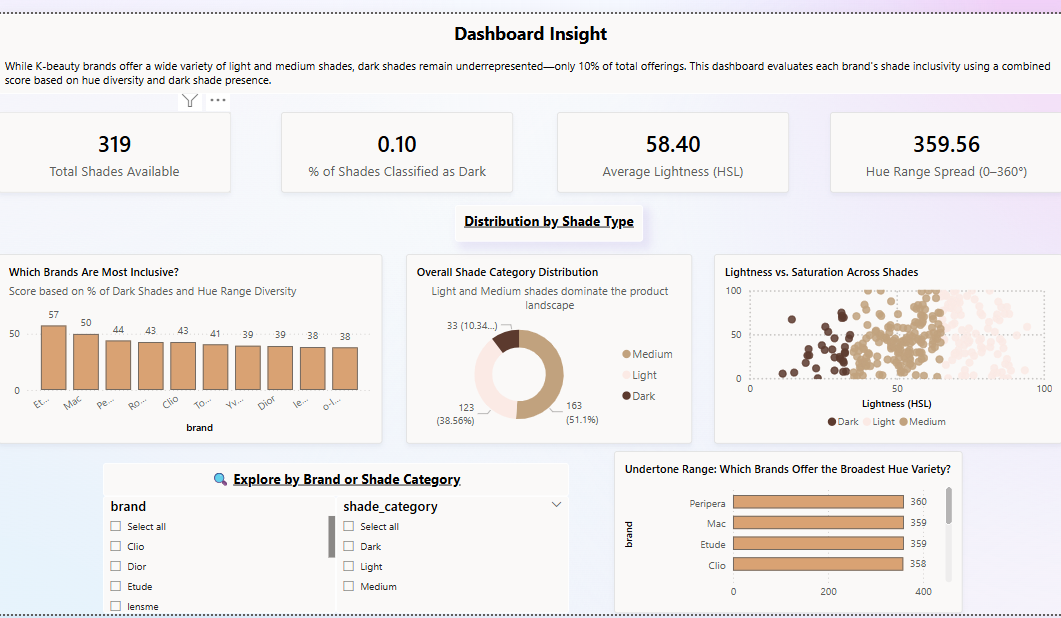 Dashboard Insight
While K-beauty brands offer a wide variety of light and medium shades, dark shades remain underrepresented—only 10% of total offerings. This dashboard evaluates each brand's shade inclusivity using a combined
score based on hue diversity and dark shade presence.
319
Total Shades Available
0.10
% of Shades Classified as Dark
58.40
Average Lightness (HSL)
359.56
Hue Range Spread (0–360°)
Distribution by Shade Type
Which Brands Are Most Inclusive?
Score based on % of Dark Shades and Hue Range Diversity
50
0
57
50
44
43
43
41
39
39
38
38
Et...
Mac
Pe...
Ro...
Clio
To...
Yv...
Dior
le...
o-l...
brand
Overall Shade Category Distribution
Light and Medium shades dominate the product
landscape
33 (10.34...)
123
(38.56%)
163
(51.1%)
Medium
Light
Dark
Lightness vs. Saturation Across Shades
100
50
0
0
50
100
Lightness (HSL)
Dark Light Medium
Explore by Brand or Shade Category
brand
Select all
Clio
Dior
Etude
lensme
shade_category
Select all
Dark
Light
Medium
Undertone Range: Which Brands Offer the Broadest Hue Variety?
brand
Peripera 360
Mac 359
Etude 359
Clio 358
0 200 400